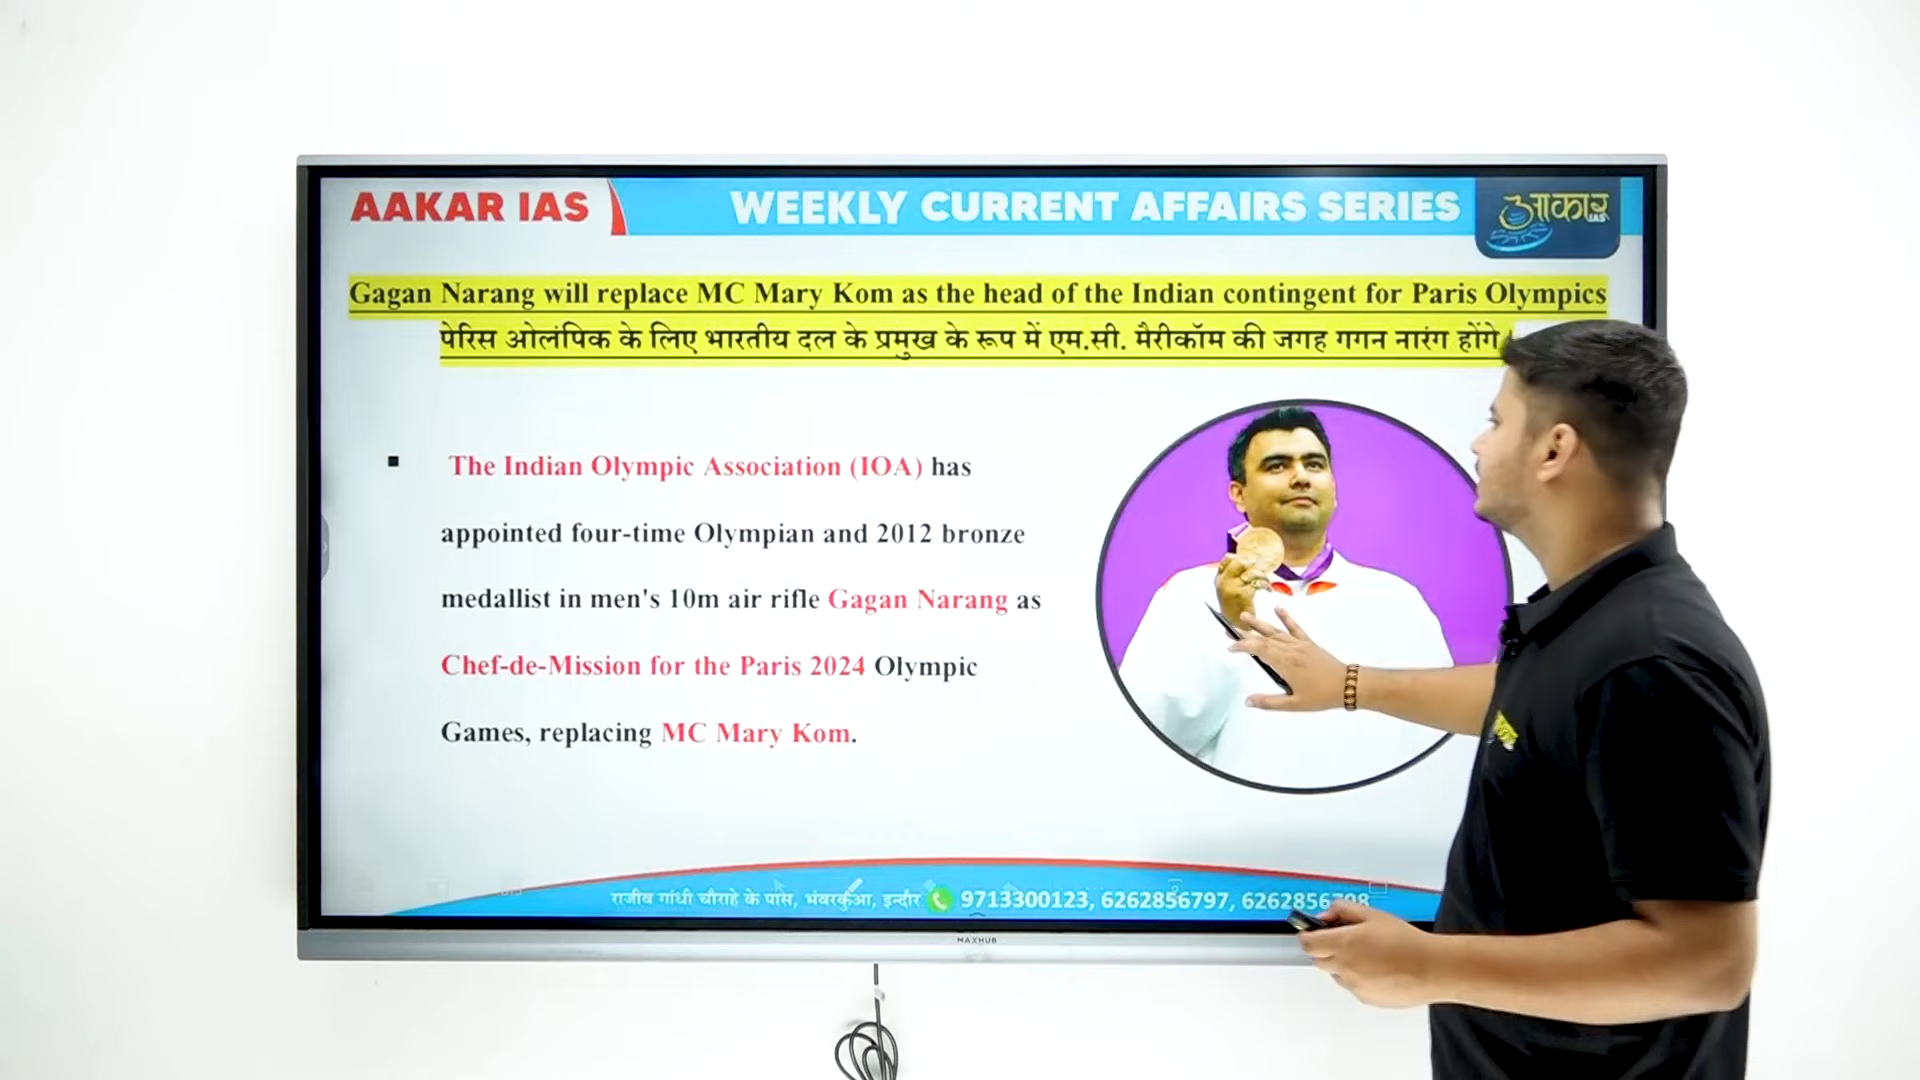 AAKAR IAS
WEEKLY CURRENT AFFAIRS SERIES
आकार
IAS
Gagan Narang will replace MC Mary Kom as the head of the Indian contingent for Paris Olympics
पेरिस ओलंपिक के लिए भारतीय दल के प्रमुख के रूप में एम.सी. मैरीकॉम की जगह गगन नारंग होंगे
▪ The Indian Olympic Association (IOA) has
appointed four-time Olympian and 2012 bronze
medallist in men's 10m air rifle Gagan Narang as
Chef-de-Mission for the Paris 2024 Olympic
Games, replacing MC Mary Kom.
राजीव गांधी चौराहे के पास, भंवरकुँआ, इन्दौर 9713300123, 6262856797, 6262856798
MAXHUB